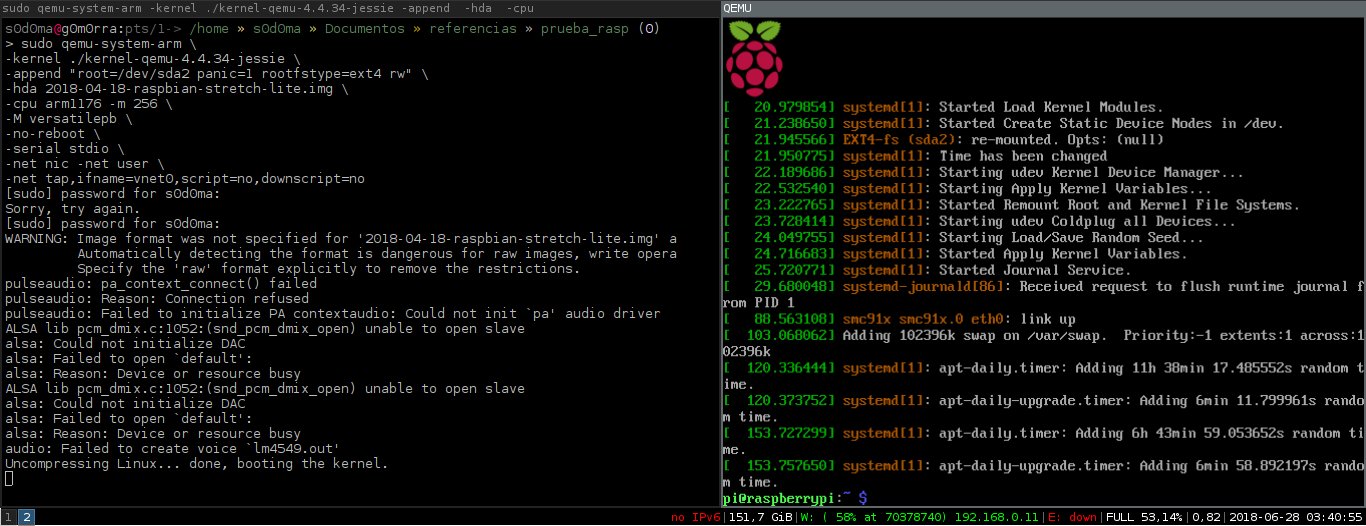 sudo qemu-system-arm -kernel ./kernel-qemu-4.4.34-jessie -append  -hda  -cpu
s0d0ma@g0m0rra:pts/1-> /home » s0d0ma » Documentos » referencias » prueba_rasp (0)
> sudo qemu-system-arm \
-kernel ./kernel-qemu-4.4.34-jessie \
-append "root=/dev/sda2 panic=1 rootfstype=ext4 rw" \
-hda 2018-04-18-raspbian-stretch-lite.img \
-cpu arm1176 -m 256 \
-M versatilepb \
-no-reboot \
-serial stdio \
-net nic -net user \
-net tap,ifname=vnet0,script=no,downscript=no
[sudo] password for s0d0ma:
Sorry, try again.
[sudo] password for s0d0ma:
WARNING: Image format was not specified for '2018-04-18-raspbian-stretch-lite.img' a
Automatically detecting the format is dangerous for raw images, write opera
Specify the 'raw' format explicitly to remove the restrictions.
pulseaudio: pa_context_connect() failed
pulseaudio: Reason: Connection refused
pulseaudio: Failed to initialize PA contextaudio: Could not init `pa' audio driver
ALSA lib pcm_dmix.c:1052:(snd_pcm_dmix_open) unable to open slave
alsa: Could not initialize DAC
alsa: Failed to open `default':
alsa: Reason: Device or resource busy
ALSA lib pcm_dmix.c:1052:(snd_pcm_dmix_open) unable to open slave
alsa: Could not initialize DAC
alsa: Failed to open `default':
alsa: Reason: Device or resource busy
audio: Failed to create voice `lm4549.out'
Uncompressing Linux... done, booting the kernel.
QEMU
[   20.979854] systemd[1]: Started Load Kernel Modules.
[   21.238650] systemd[1]: Started Create Static Device Nodes in /dev.
[   21.945566] EXT4-fs (sda2): re-mounted. Opts: (null)
[   21.950775] systemd[1]: Time has been changed
[   22.189686] systemd[1]: Starting udev Kernel Device Manager...
[   22.532540] systemd[1]: Starting Apply Kernel Variables...
[   23.222765] systemd[1]: Started Remount Root and Kernel File Systems.
[   23.728414] systemd[1]: Starting udev Coldplug all Devices...
[   24.049755] systemd[1]: Starting Load/Save Random Seed...
[   24.716683] systemd[1]: Started Apply Kernel Variables.
[   25.720771] systemd[1]: Started Journal Service.
[   29.680048] systemd-journald[86]: Received request to flush runtime journal f
rom PID 1
[   88.563108] smc91x smc91x.0 eth0: link up
[  103.068062] Adding 102396k swap on /var/swap.  Priority:-1 extents:1 across:1
02396k
[  120.336444] systemd[1]: apt-daily.timer: Adding 11h 38min 17.485552s random t
ime.
[  120.373752] systemd[1]: apt-daily-upgrade.timer: Adding 6min 11.799961s rando
m time.
[  153.727299] systemd[1]: apt-daily.timer: Adding 6h 43min 59.053652s random ti
me.
[  153.757650] systemd[1]: apt-daily-upgrade.timer: Adding 6min 58.892197s rando
m time.
pi@raspberrypi:~ $
1 2
no IPv6|151,7 GiB|W: ( 58% at 70378740) 192.168.0.11|E: down|FULL 53,14%|0,82|2018-06-28 03:40:55